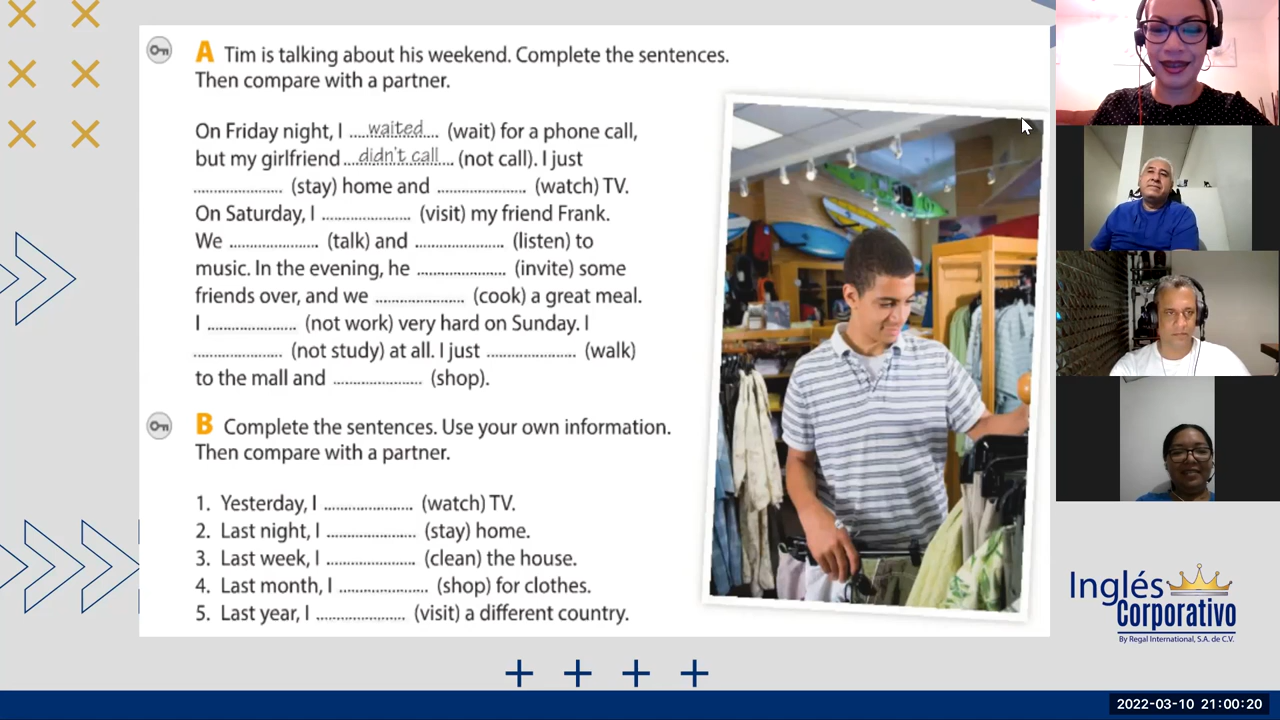 A Tim is talking about his weekend. Complete the sentences.
Then compare with a partner.
On Friday night, I ....waited.... (wait) for a phone call,
but my girlfriend ....didn't call.... (not call). I just
...................... (stay) home and ...................... (watch) TV.
On Saturday, I ...................... (visit) my friend Frank.
We ...................... (talk) and ...................... (listen) to
music. In the evening, he ...................... (invite) some
friends over, and we ...................... (cook) a great meal.
I ...................... (not work) very hard on Sunday. I
...................... (not study) at all. I just ...................... (walk)
to the mall and ...................... (shop).
B Complete the sentences. Use your own information.
Then compare with a partner.
1. Yesterday, I ...................... (watch) TV.
2. Last night, I ...................... (stay) home.
3. Last week, I ...................... (clean) the house.
4. Last month, I ...................... (shop) for clothes.
5. Last year, I ...................... (visit) a different country.
Inglés
Corporativo
By Regal International, S.A. de C.V.
2022-03-10 21:00:20